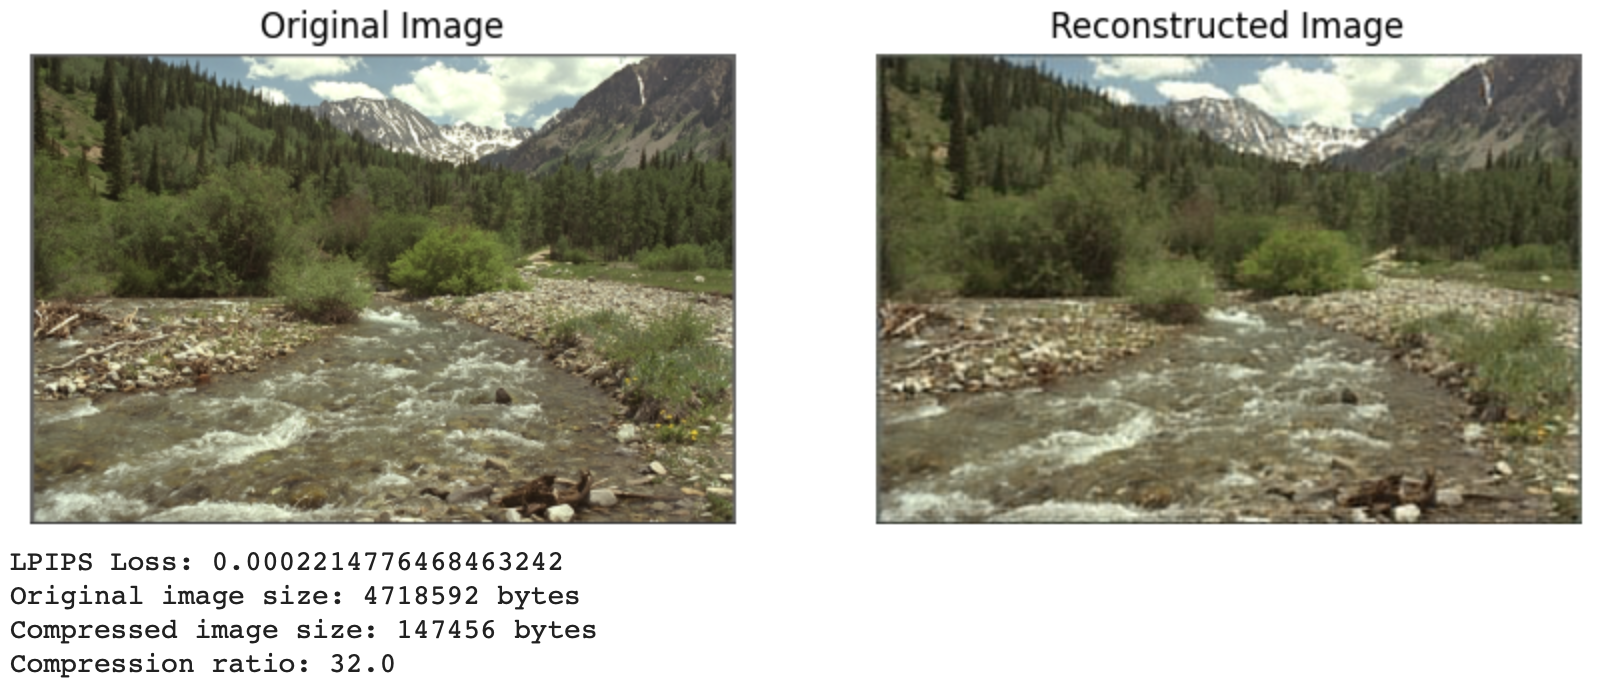 Original Image
Reconstructed Image
LPIPS Loss: 0.0002214776468463242
Original image size: 4718592 bytes
Compressed image size: 147456 bytes
Compression ratio: 32.0